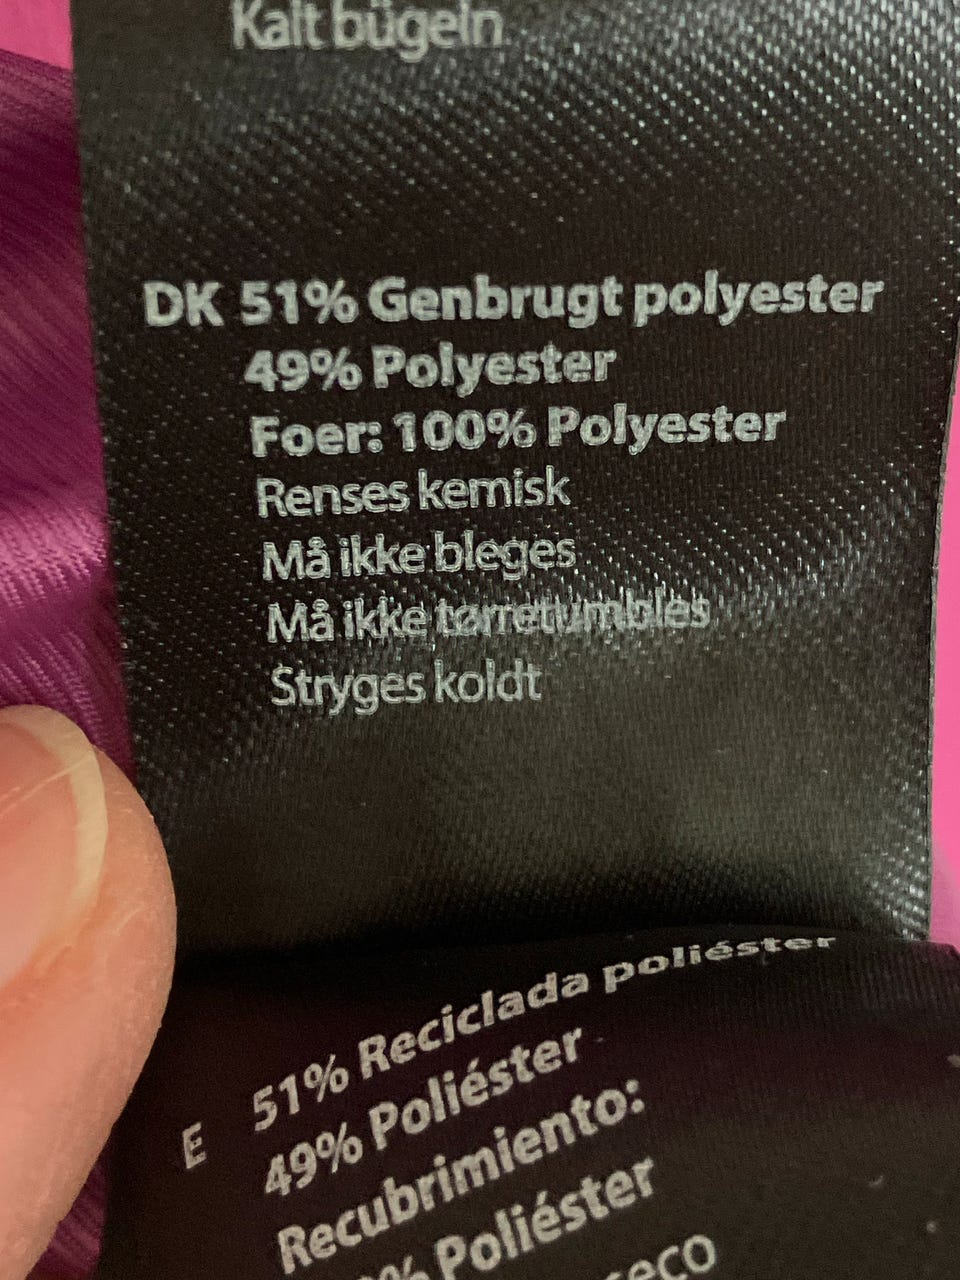 Kalt bügeln
DK 51% Genbrugt polyester
49% Polyester
Foer: 100% Polyester
Renses kemisk
Må ikke bleges
Må ikke tørretumbles
Stryges koldt
E 51% Reciclada poliéster
49% Poliéster
Recubrimiento:
Poliéster